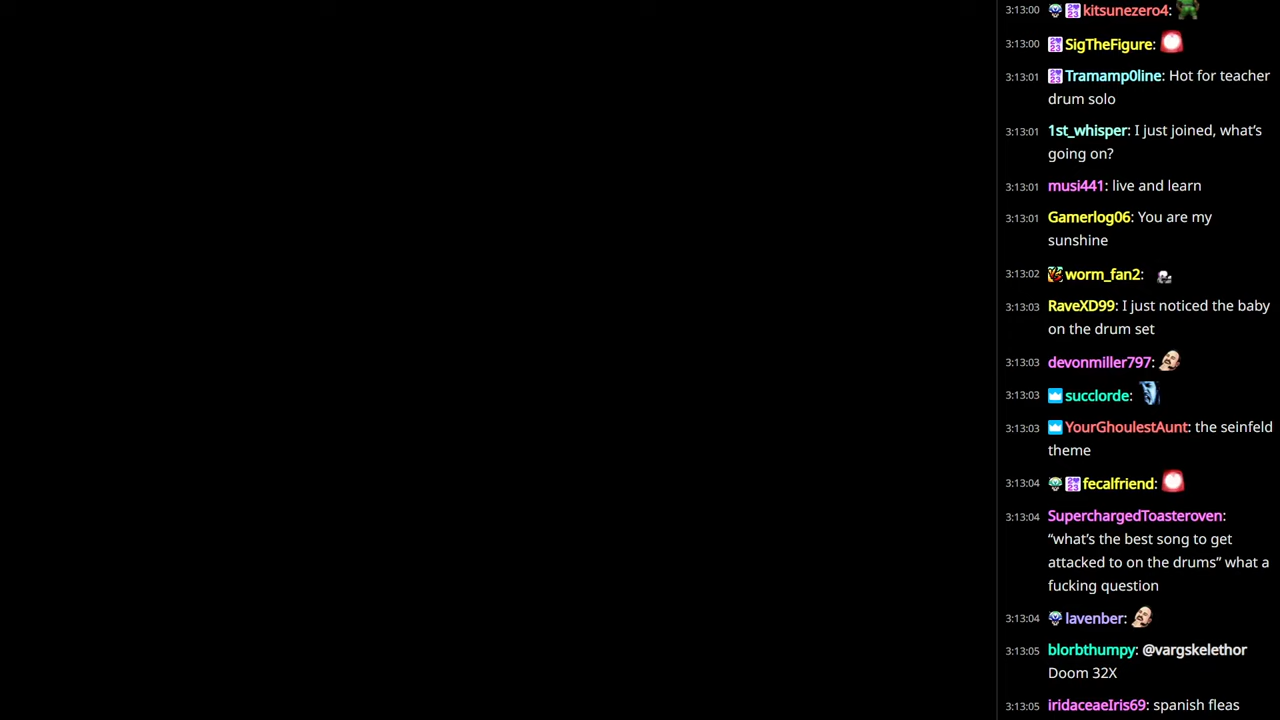 3:13:00 kitsunezero4:
3:13:00 SigTheFigure:
3:13:01 Tramamp0line: Hot for teacher
drum solo
3:13:01 1st_whisper: I just joined, what's
going on?
3:13:01 musi441: live and learn
3:13:01 Gamerlog06: You are my
sunshine
3:13:02 worm_fan2:
3:13:03 RaveXD99: I just noticed the baby
on the drum set
3:13:03 devonmiller797:
3:13:03 succlorde:
3:13:03 YourGhoulestAunt: the seinfeld
theme
3:13:04 fecalfriend:
3:13:04 SuperchargedToasteroven:
“what's the best song to get
attacked to on the drums” what a
fucking question
3:13:04 lavenber:
3:13:05 blorbthumpy: @vargskelethor
Doom 32X
3:13:05 iridaceaeIris69: spanish fleas